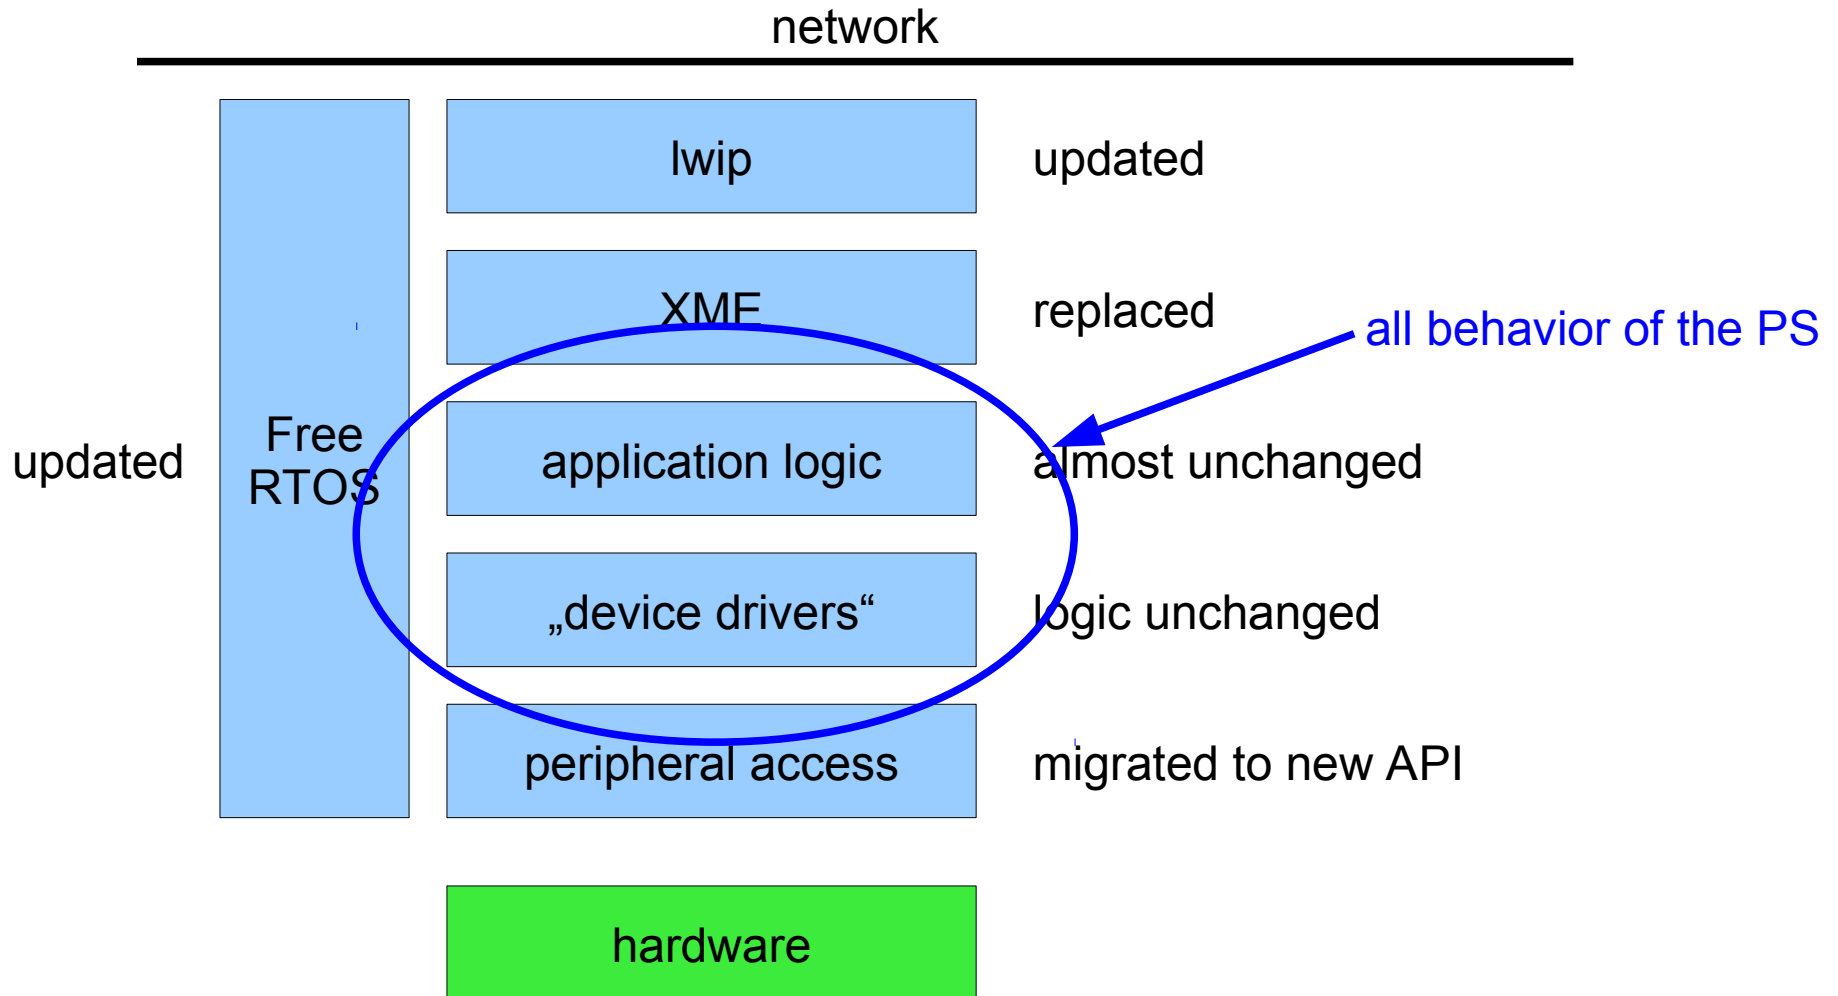 network
lwip
updated
XME
replaced
all behavior of the PS
updated
Free
RTOS
application logic
almost unchanged
„device drivers“
logic unchanged
peripheral access
migrated to new API
hardware